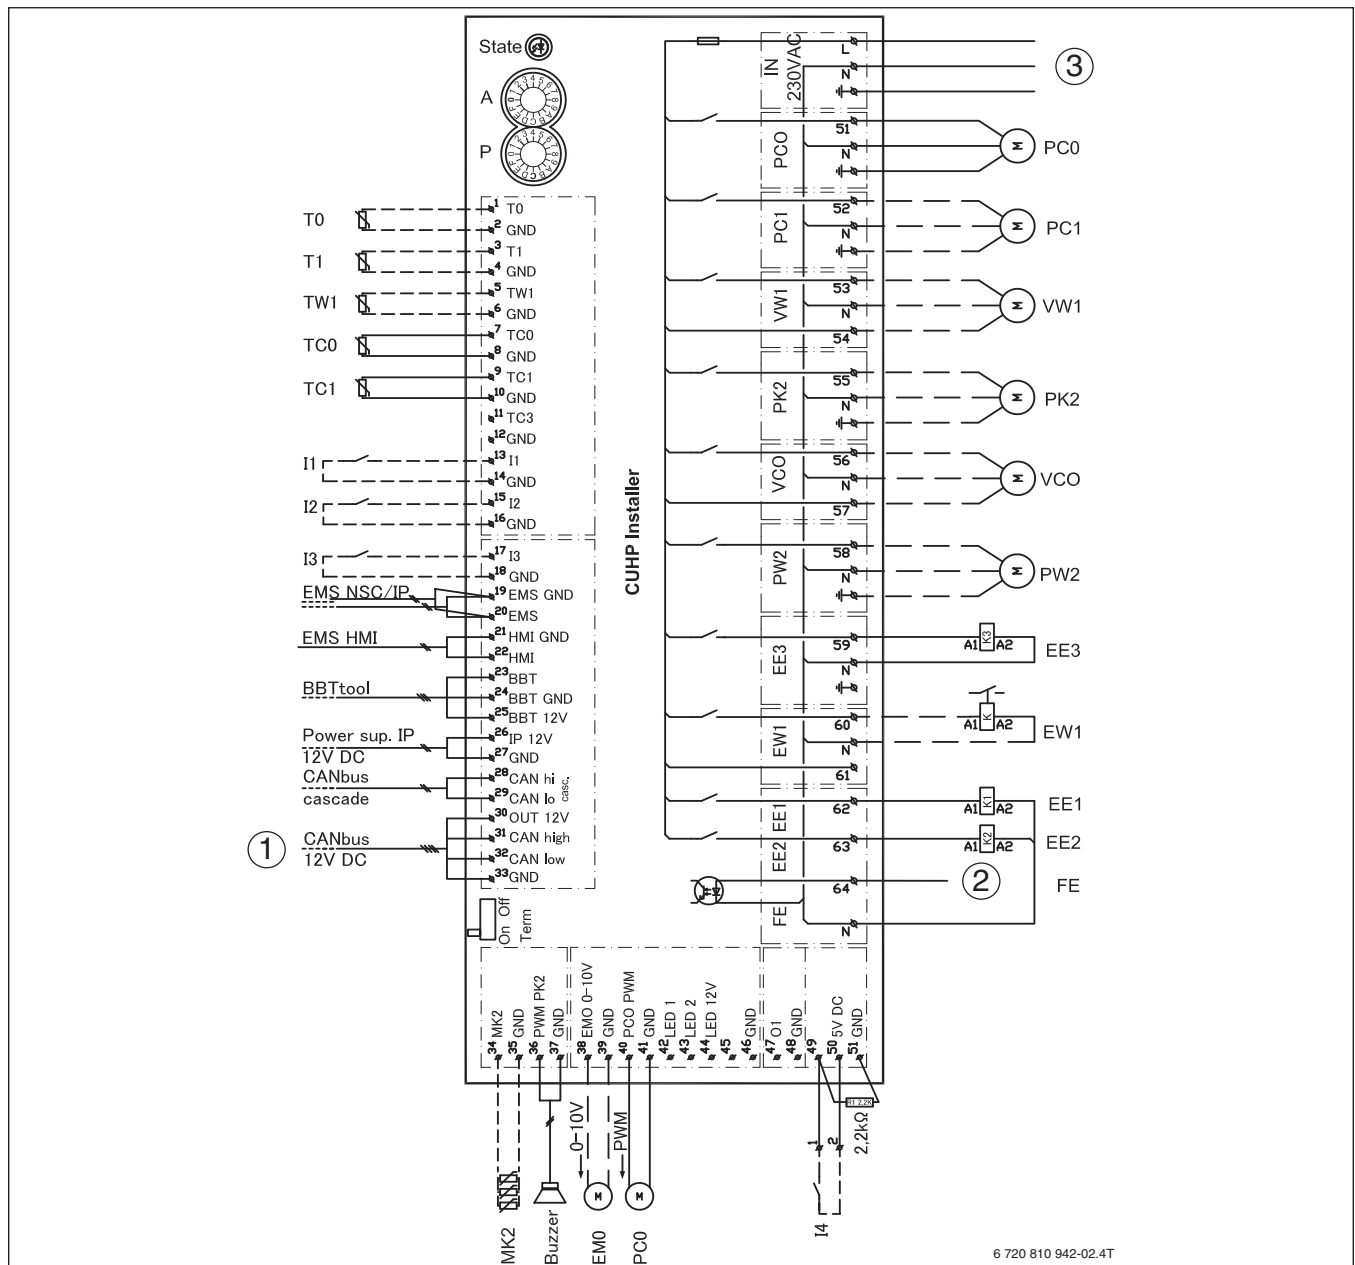 State
A
P
CUHP Installer
T0
1 T0
2 GND
T1
3 T1
4 GND
TW1
5 TW1
6 GND
TC0
7 TC0
8 GND
TC1
9 TC1
10 GND
11 TC3
12 GND
I1
13 I1
14 GND
I2
15 I2
16 GND
I3
17 I3
18 GND
EMS NSC/IP
19 EMS GND
20 EMS
EMS HMI
21 HMI GND
22 HMI
BBTtool
23 BBT
24 BBT GND
25 BBT 12V
Power sup. IP
12V DC
26 IP 12V
27 GND
CANbus
cascade
28 CAN hi
29 CAN lo
casc.
1
CANbus
12V DC
30 OUT 12V
31 CAN high
32 CAN low
33 GND
On Off
Term
IN
230VAC
L
N
3
PCO
51
N
M
PC0
PC1
52
N
M
PC1
VW1
53
N
54
M
VW1
PK2
55
N
M
PK2
VCO
56
N
57
M
VCO
PW2
58
N
M
PW2
EE3
59
N
A1 K3 A2
EE3
EW1
60
N
61
A1 K A2
EW1
EE1
62
A1 K1 A2
EE1
EE2
63
A1 K2 A2
EE2
FE
64
N
2
FE
34 MK2
35 GND
36 PWM PK2
37 GND
38 EMO 0-10V
39 GND
40 PCO PWM
41 GND
42 LED 1
43 LED 2
44 LED 12V
45
46 GND
47 O1
48 GND
49
50 5V DC
51 GND
R1 2.2K
2,2kΩ
0-10V
PWM
1
2
M
M
MK2
Buzzer
EM0
PC0
I4
6 720 810 942-02.4T